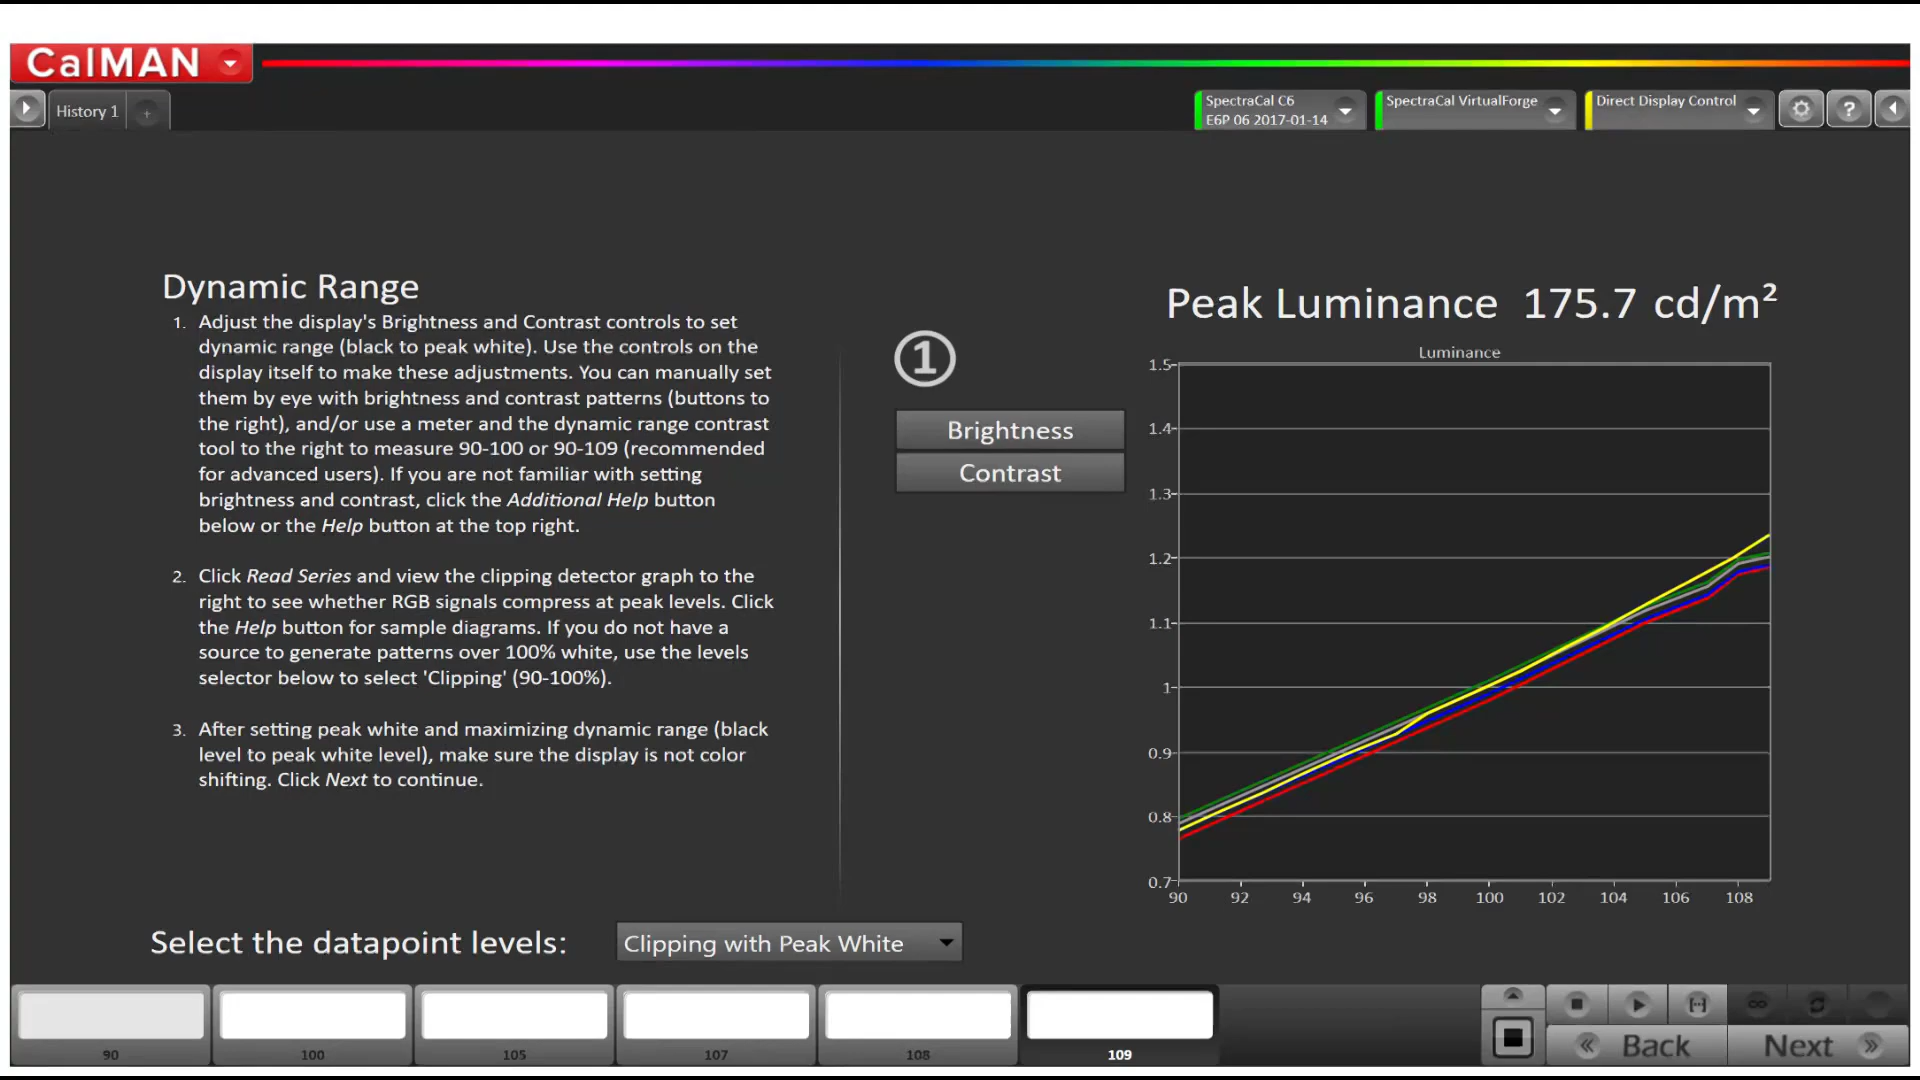 CalMAN
History 1
+
SpectraCal C6
E6P 06 2017-01-14
SpectraCal VirtualForge
Direct Display Control
?
Dynamic Range
1. Adjust the display's Brightness and Contrast controls to set
dynamic range (black to peak white). Use the controls on the
display itself to make these adjustments. You can manually set
them by eye with brightness and contrast patterns (buttons to
the right), and/or use a meter and the dynamic range contrast
tool to the right to measure 90-100 or 90-109 (recommended
for advanced users). If you are not familiar with setting
brightness and contrast, click the Additional Help button
below or the Help button at the top right.
2. Click Read Series and view the clipping detector graph to the
right to see whether RGB signals compress at peak levels. Click
the Help button for sample diagrams. If you do not have a
source to generate patterns over 100% white, use the levels
selector below to select 'Clipping' (90-100%).
3. After setting peak white and maximizing dynamic range (black
level to peak white level), make sure the display is not color
shifting. Click Next to continue.
1
Brightness
Contrast
Peak Luminance 175.7 cd/m²
Luminance
1.5
1.4
1.3
1.2
1.1
1
0.9
0.8
0.7
90 92 94 96 98 100 102 104 106 108
Select the datapoint levels:
Clipping with Peak White
90 100 105 107 108 109
« Back
Next »